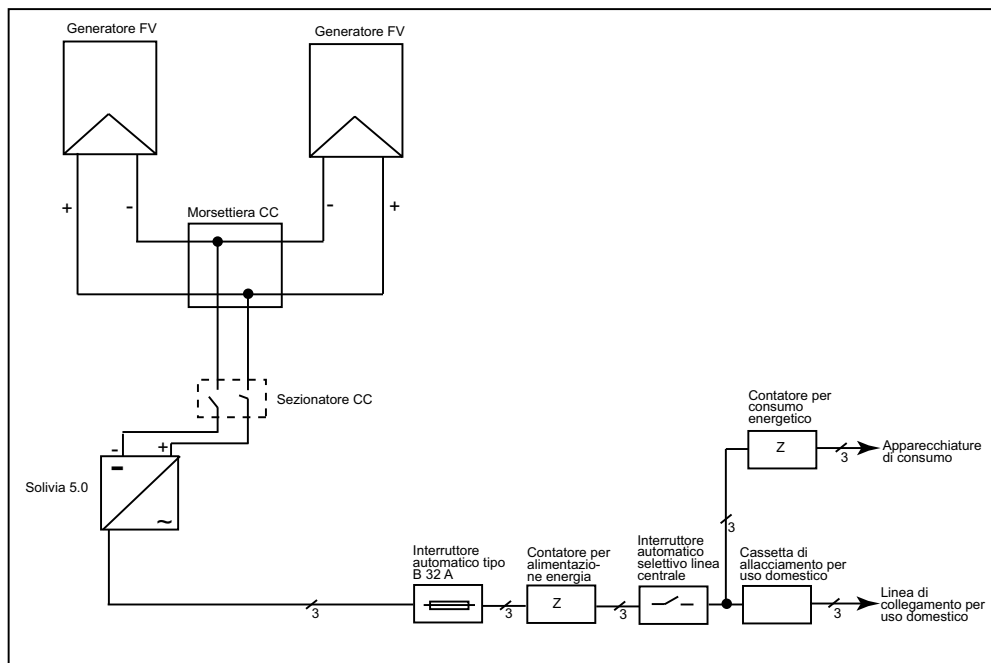 Generatore FV
Generatore FV
+
-
-
+
Morsettiera CC
Sezionatore CC
-
+
Solivia 5.0
~
Contatore per
consumo
energetico
Z
3
Apparecchiature
di consumo
3
Interruttore
automatico tipo
B 32 A
Contatore per
alimentazio-
ne energia
Interruttore
automatico
selettivo linea
centrale
Cassetta di
allacciamento per
uso domestico
3
3
Z
3
3
Linea di
collegamento per
uso domestico